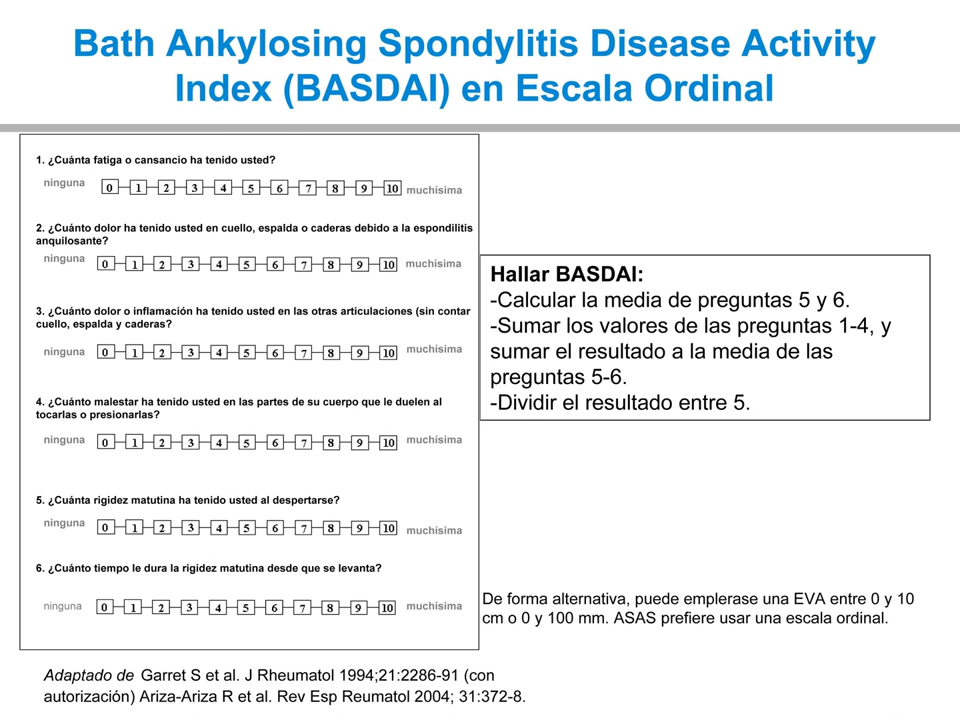 Bath Ankylosing Spondylitis Disease Activity
Index (BASDAI) en Escala Ordinal
1. ¿Cuánta fatiga o cansancio ha tenido usted?
ninguna 0 1 2 3 4 5 6 7 8 9 10 muchísima
2. ¿Cuánto dolor ha tenido usted en cuello, espalda o caderas debido a la espondilitis
anquilosante?
ninguna 0 1 2 3 4 5 6 7 8 9 10 muchísima
3. ¿Cuánto dolor o inflamación ha tenido usted en las otras articulaciones (sin contar
cuello, espalda y caderas?
ninguna 0 1 2 3 4 5 6 7 8 9 10 muchísima
4. ¿Cuánto malestar ha tenido usted en las partes de su cuerpo que le duelen al
tocarlas o presionarlas?
ninguna 0 1 2 3 4 5 6 7 8 9 10 muchísima
5. ¿Cuánta rigidez matutina ha tenido usted al despertarse?
ninguna 0 1 2 3 4 5 6 7 8 9 10 muchísima
6. ¿Cuánto tiempo le dura la rigidez matutina desde que se levanta?
ninguna 0 1 2 3 4 5 6 7 8 9 10 muchísima
Hallar BASDAI:
-Calcular la media de preguntas 5 y 6.
-Sumar los valores de las preguntas 1-4, y
sumar el resultado a la media de las
preguntas 5-6.
-Dividir el resultado entre 5.
De forma alternativa, puede emplerase una EVA entre 0 y 10
cm o 0 y 100 mm. ASAS prefiere usar una escala ordinal.
Adaptado de Garret S et al. J Rheumatol 1994;21:2286-91 (con
autorización) Ariza-Ariza R et al. Rev Esp Reumatol 2004; 31:372-8.